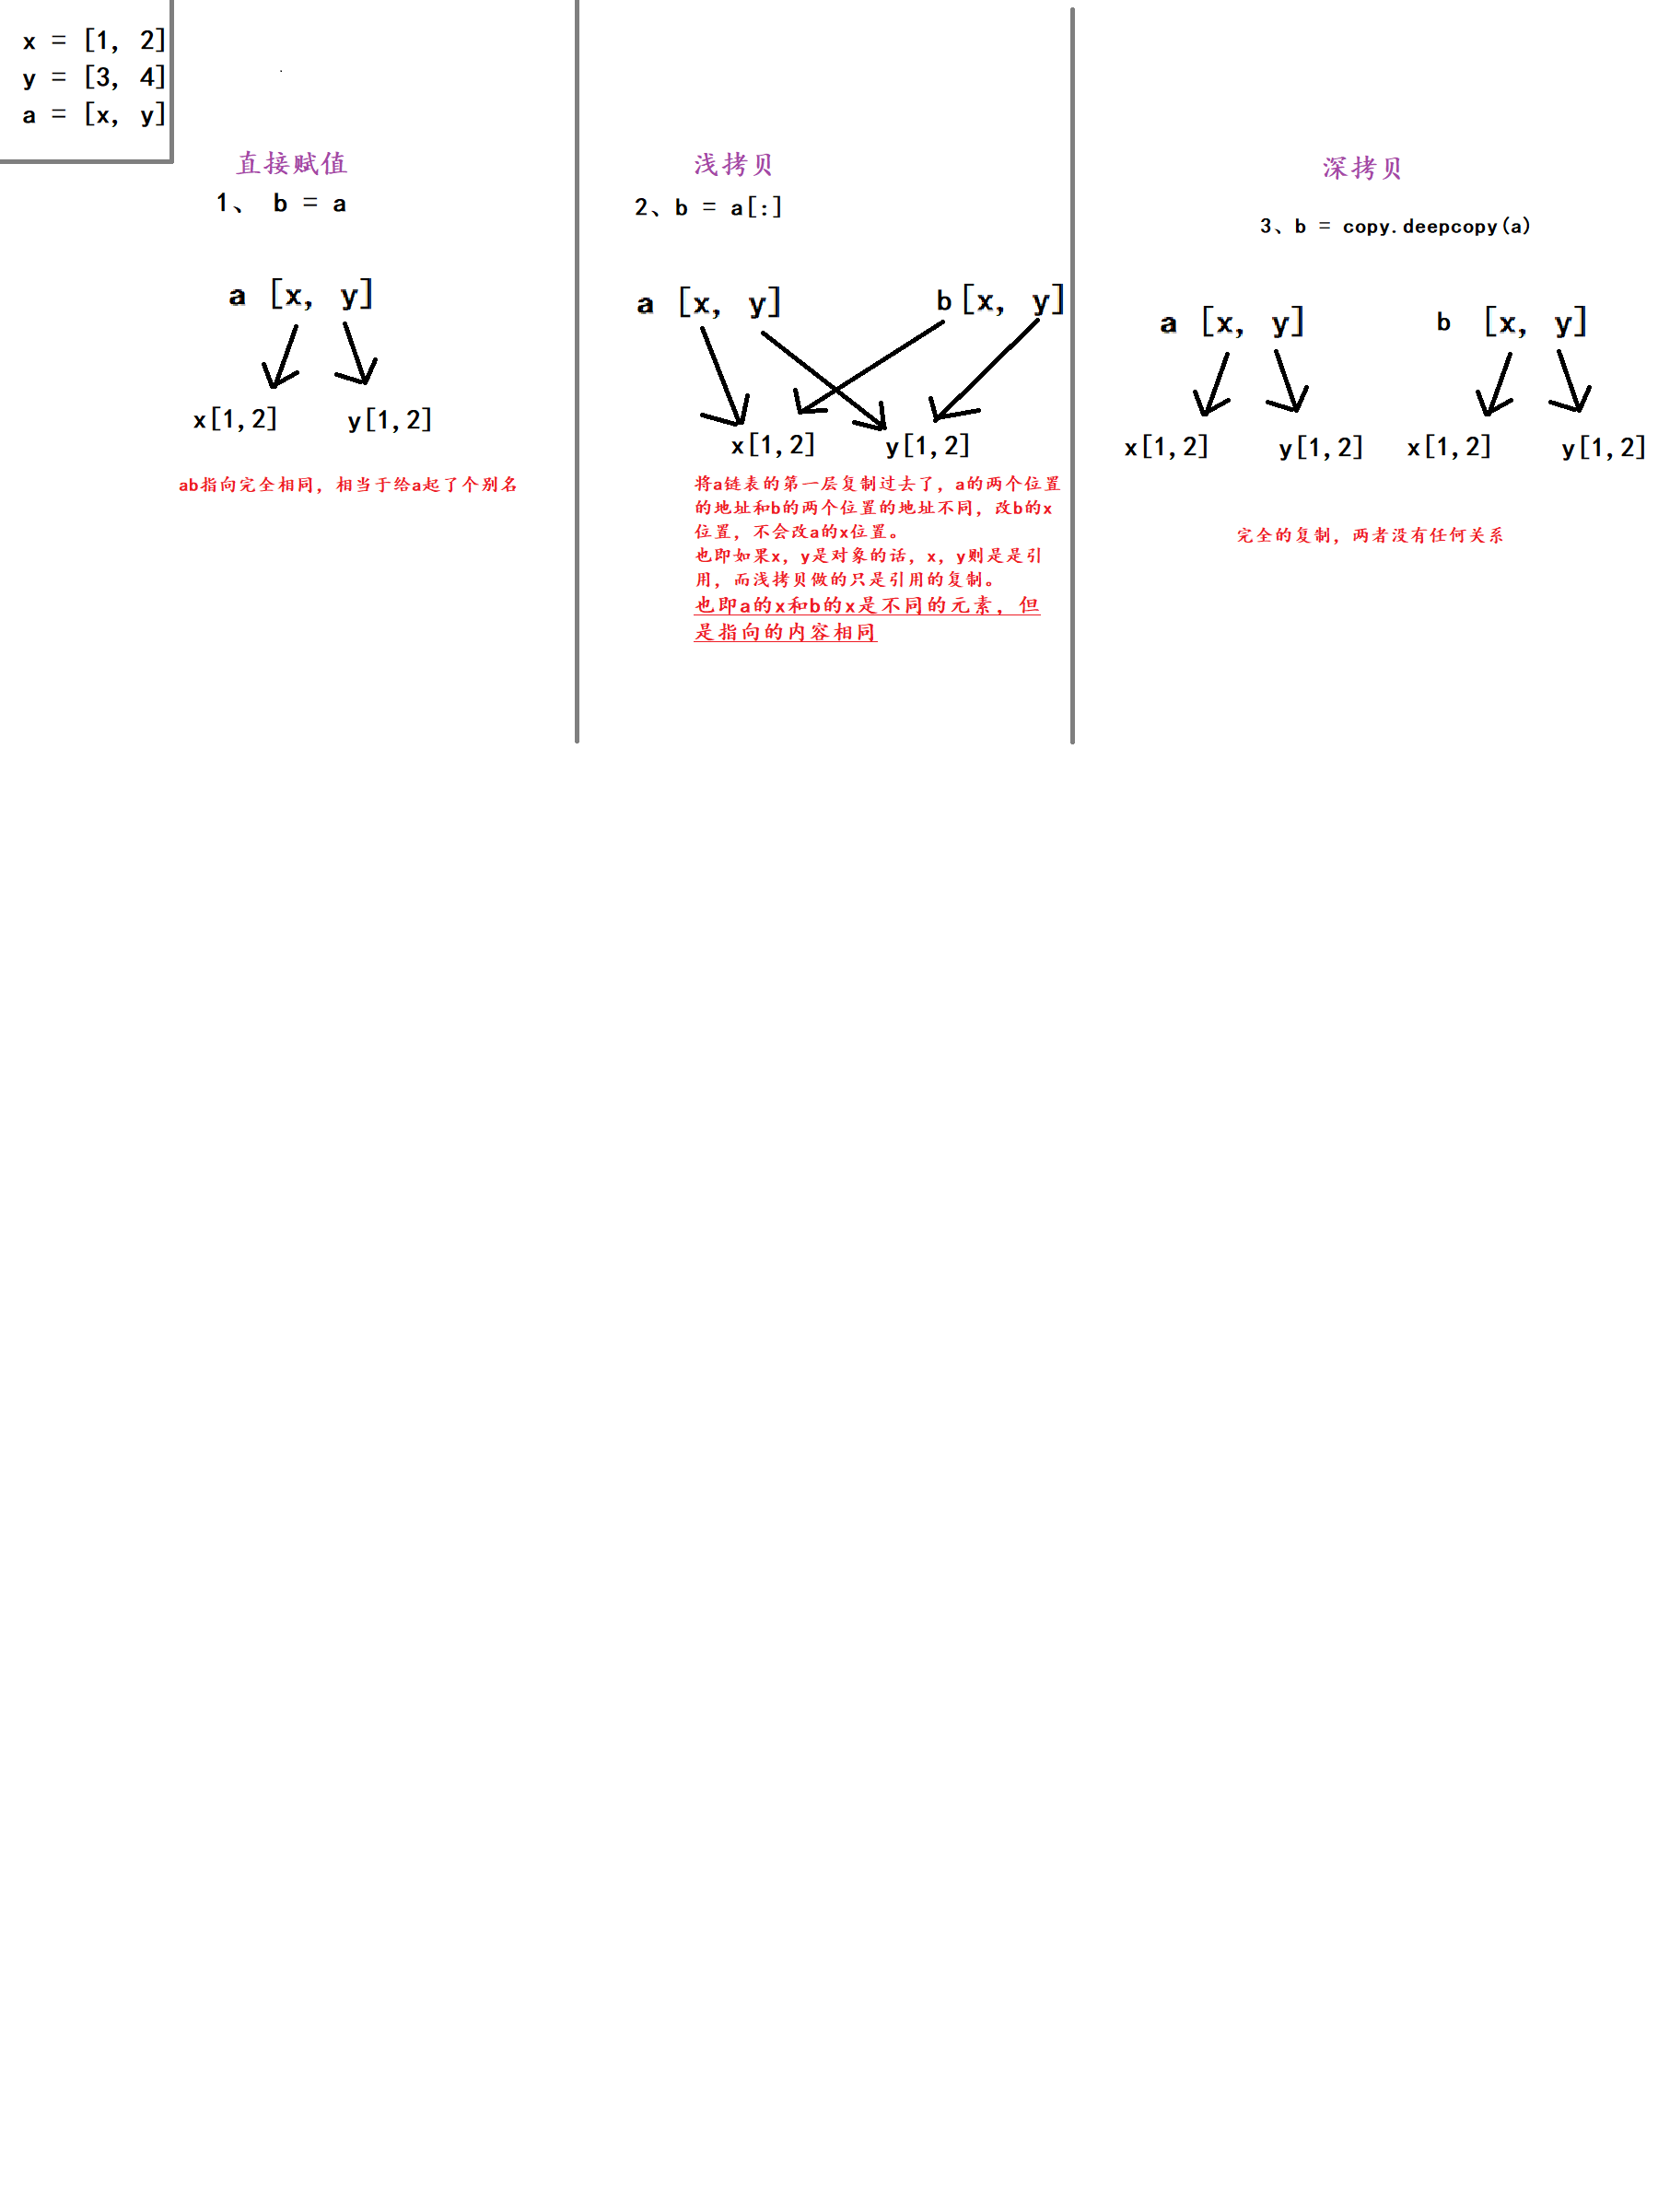 x = [1, 2]
y = [3, 4]
a = [x, y]
直接赋值
1、 b = a
a [x, y]
x[1,2]
y[1,2]
ab指向完全相同，相当于给a起了个别名
浅拷贝
2、b = a[:]
a [x, y]
b [x, y]
x[1,2]
y[1,2]
将a链表的第一层复制过去了，a的两个位置
的地址和b的两个位置的地址不同，改b的x
位置，不会改a的x位置。
也即如果x，y是对象的话，x，y则是是引
用，而浅拷贝做的只是引用的复制。
也即a的x和b的x是不同的元素，但
是指向的内容相同
深拷贝
3、b = copy.deepcopy(a)
a [x, y]
b [x, y]
x[1,2]
y[1,2]
x[1,2]
y[1,2]
完全的复制，两者没有任何关系